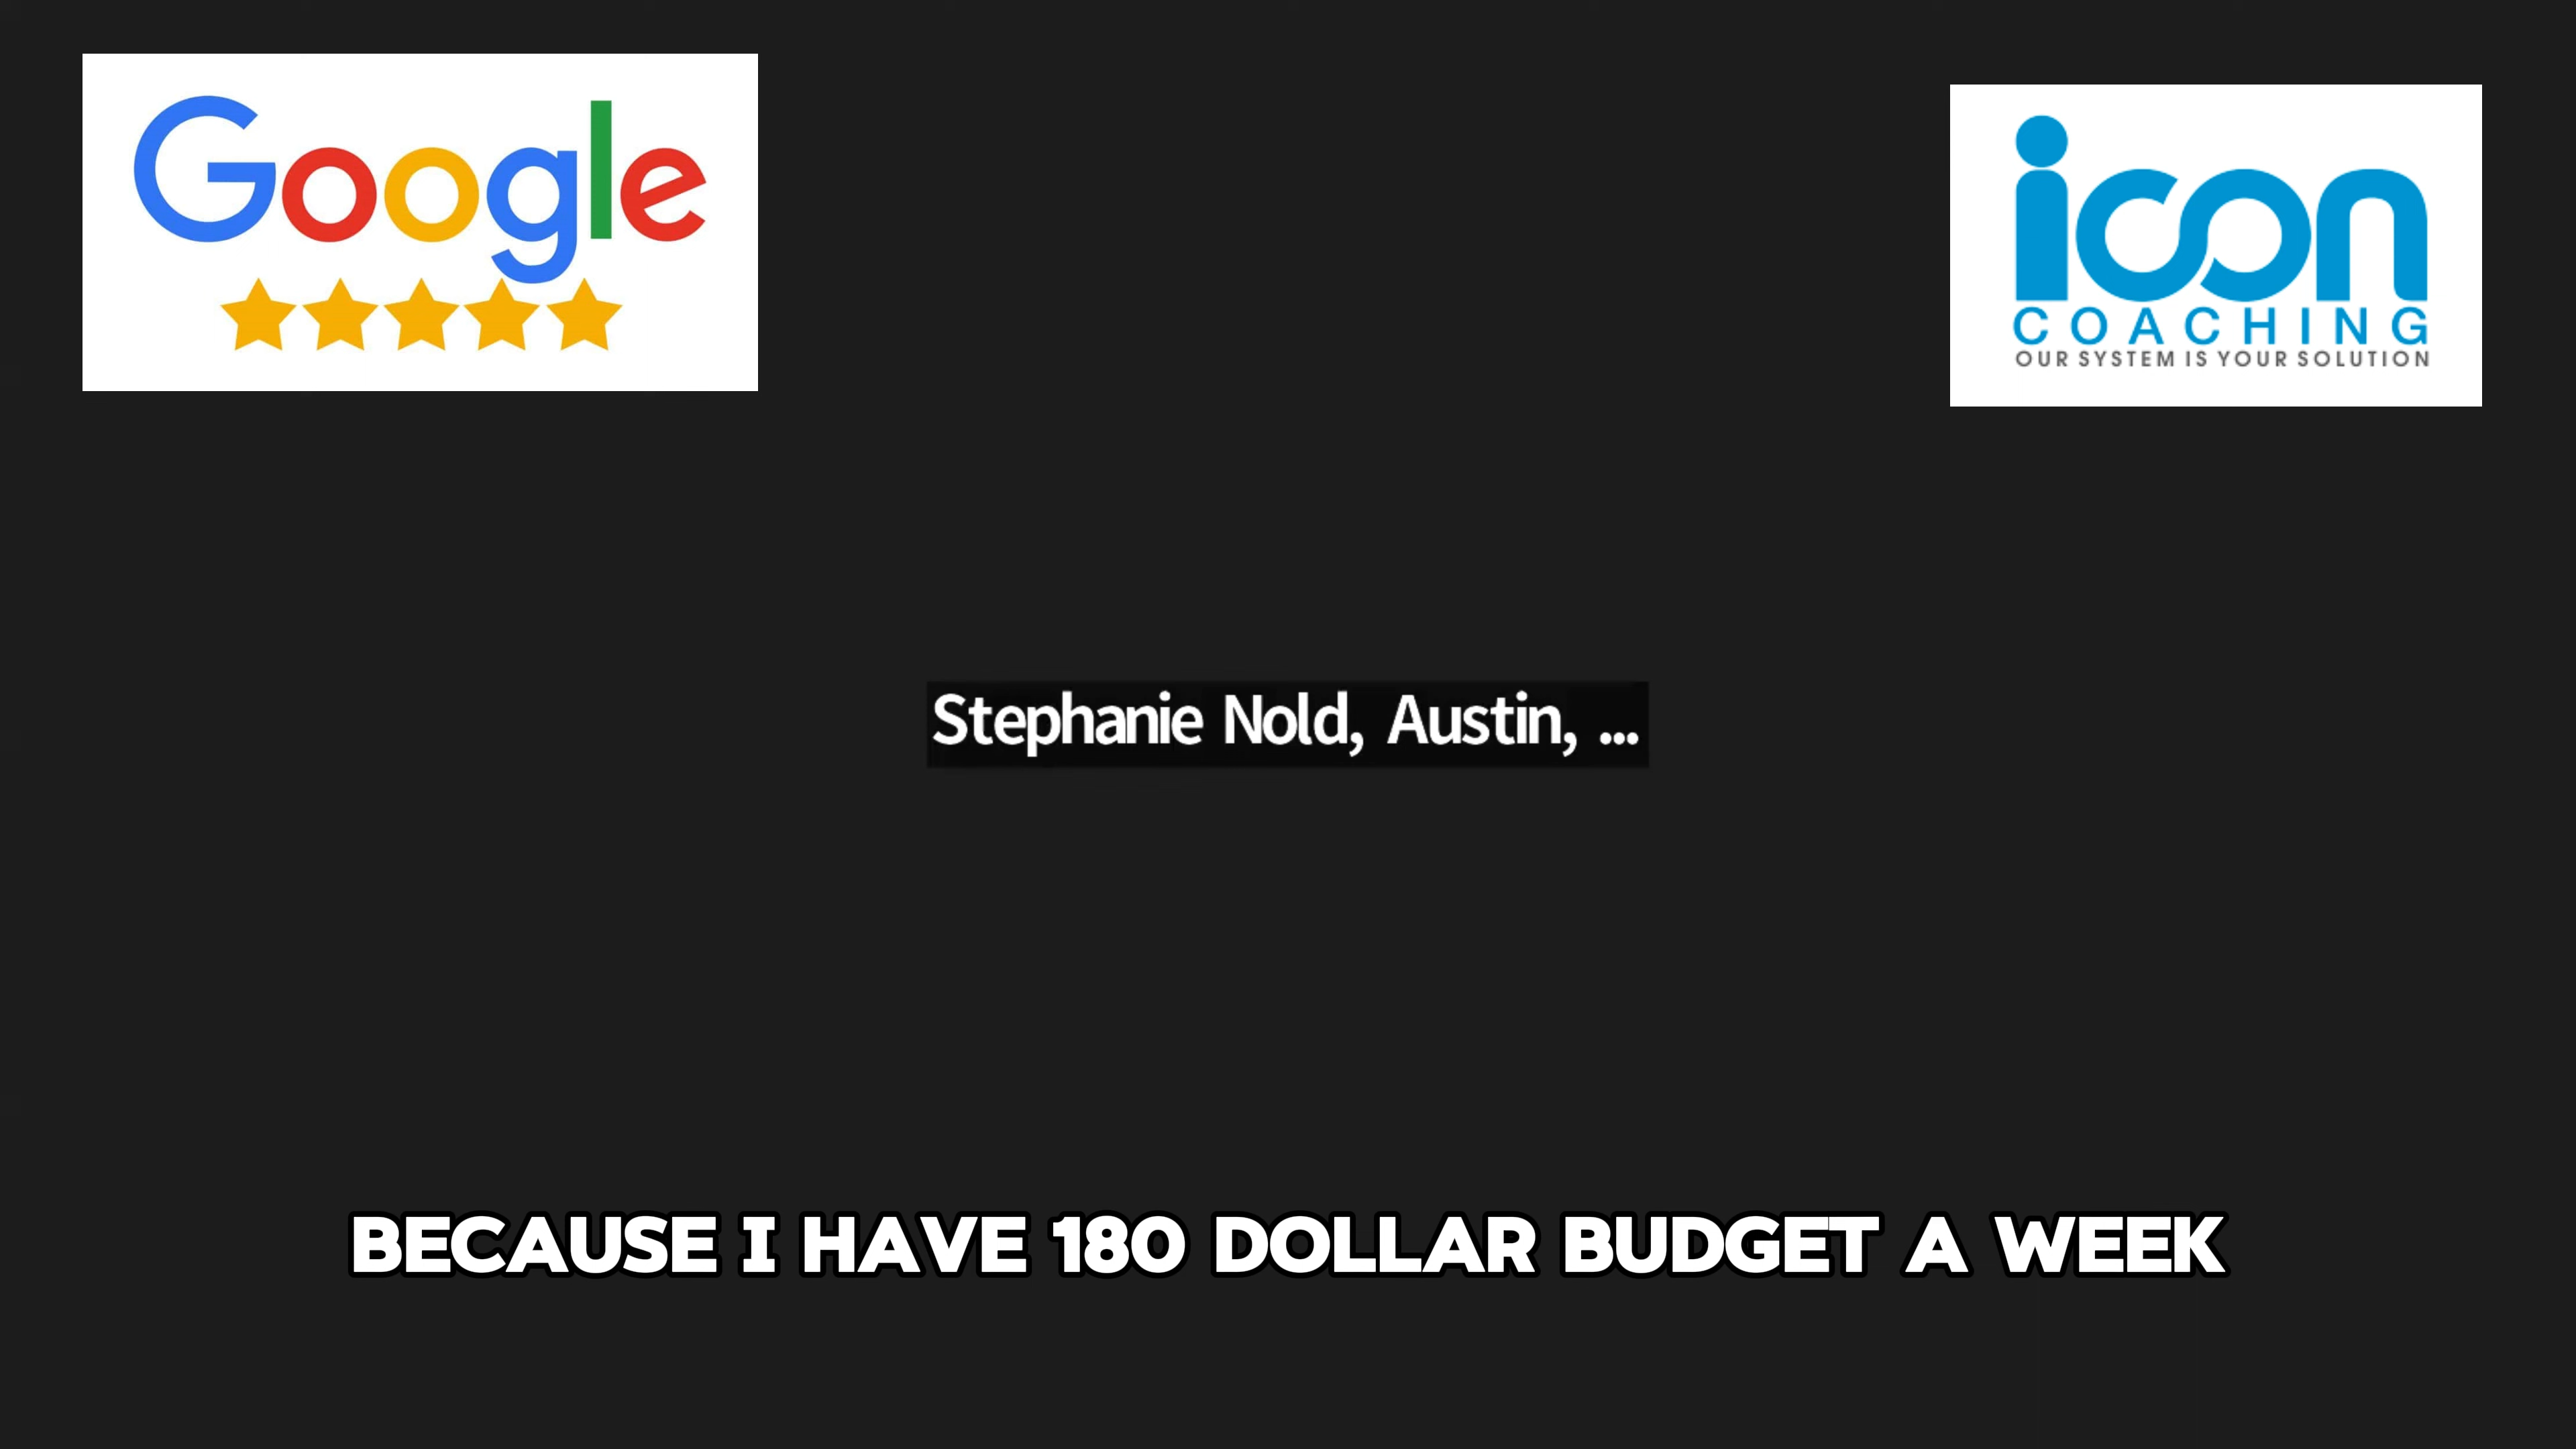 Google
icon
COACHING
OUR SYSTEM IS YOUR SOLUTION
Stephanie Nold, Austin, ...
BECAUSE I HAVE 180 DOLLAR BUDGET A WEEK